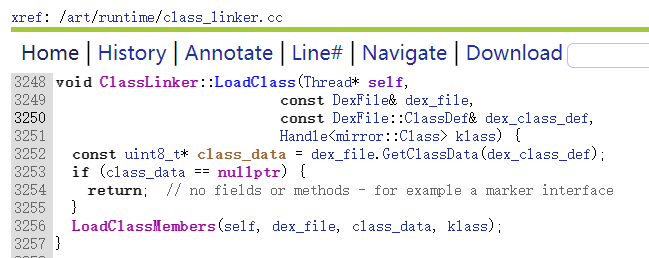 xref: /art/runtime/class_linker.cc
Home | History | Annotate | Line# | Navigate | Download
3248 void ClassLinker::LoadClass(Thread* self,
3249                             const DexFile& dex_file,
3250                             const DexFile::ClassDef& dex_class_def,
3251                             Handle<mirror::Class> klass) {
3252   const uint8_t* class_data = dex_file.GetClassData(dex_class_def);
3253   if (class_data == nullptr) {
3254     return;  // no fields or methods - for example a marker interface
3255   }
3256   LoadClassMembers(self, dex_file, class_data, klass);
3257 }